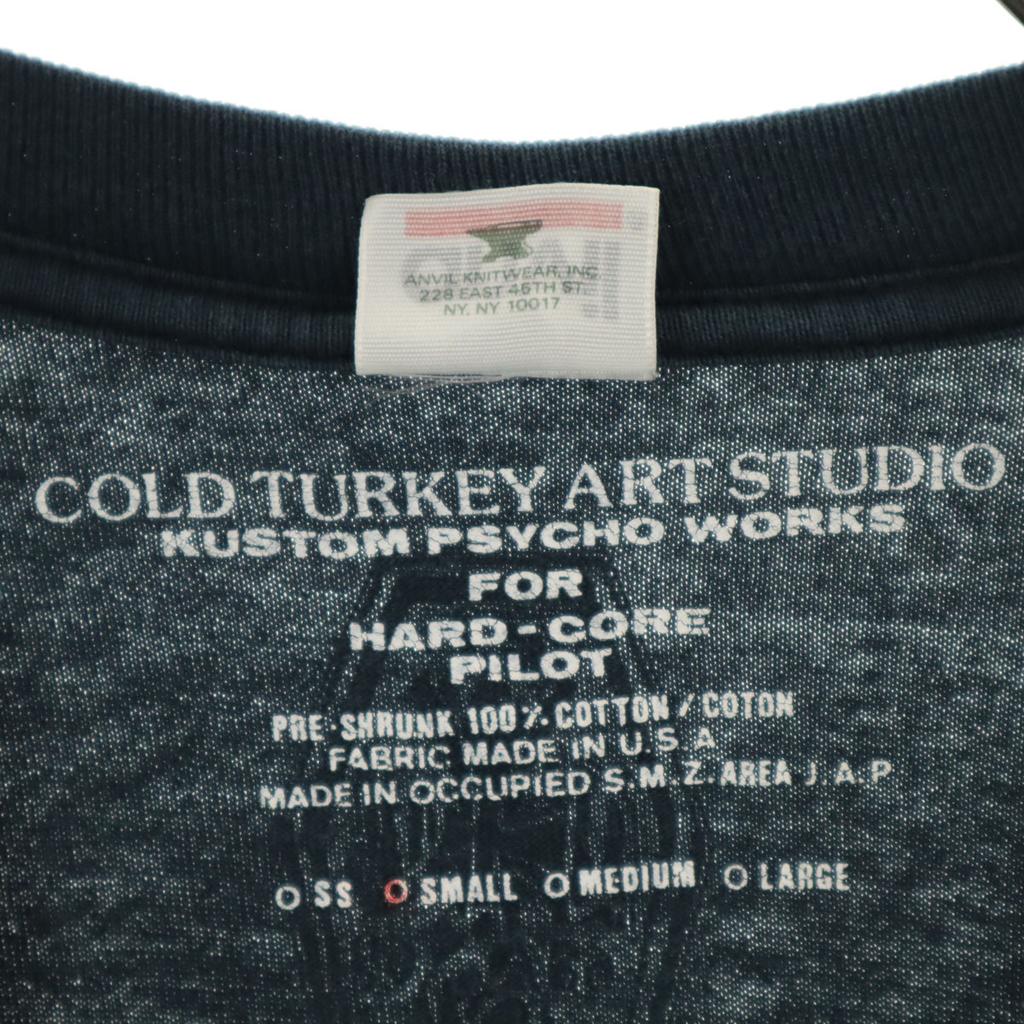 ANVIL KNITWEAR, INC.
228 EAST 46TH ST.
NY, NY 10017
COLD TURKEY ART STUDIO
KUSTOM PSYCHO WORKS
FOR
HARD-CORE
PILOT
PRE-SHRUNK 100% COTTON/COTON
FABRIC MADE IN U.S.A
MADE IN OCCUPIED S.M.Z. AREA J.A.P
SS SMALL MEDIUM LARGE